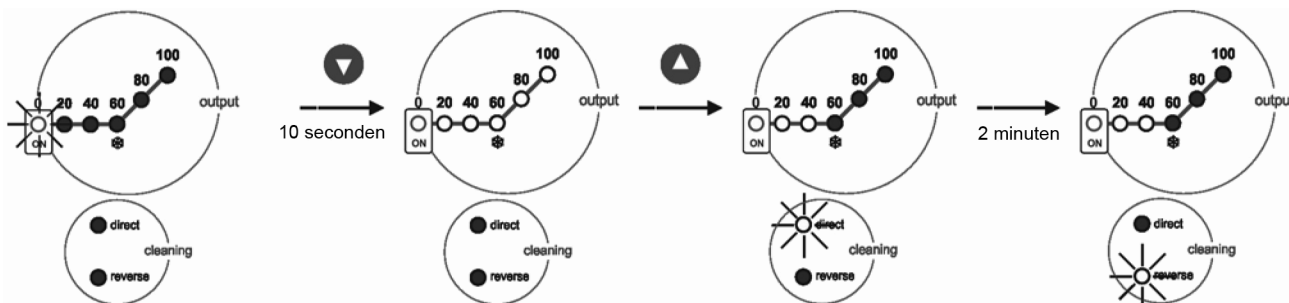 100
80
0 20 40 60
output
ON
direct
cleaning
reverse
10 seconden
100
80
0 20 40 60
output
ON
direct
cleaning
reverse
100
80
0 20 40 60
output
ON
direct
cleaning
reverse
2 minuten
100
80
0 20 40 60
output
ON
direct
cleaning
reverse